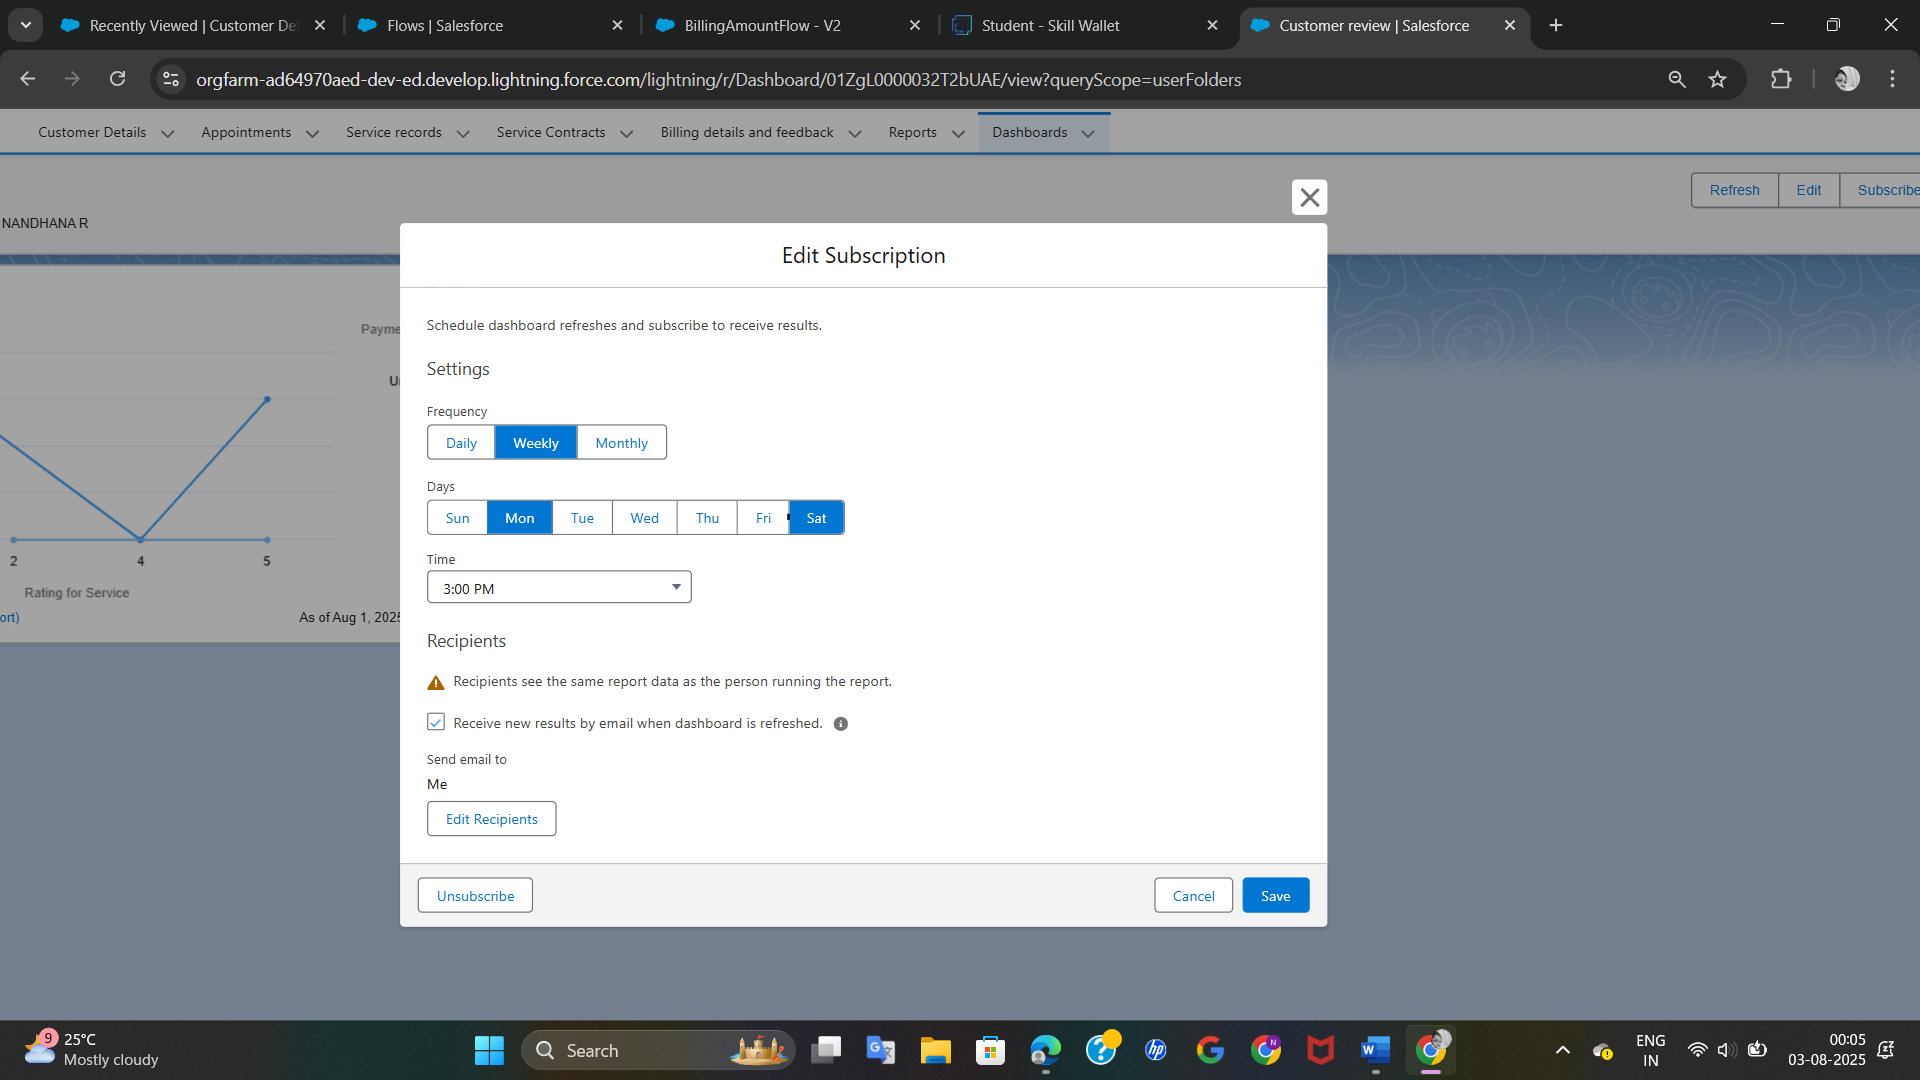 Recently Viewed | Customer De
Flows | Salesforce
BillingAmountFlow - V2
Student - Skill Wallet
Customer review | Salesforce
orgfarm-ad64970aed-dev-ed.develop.lightning.force.com/lightning/r/Dashboard/01ZgL0000032T2bUAE/view?queryScope=userFolders
Customer Details
Appointments
Service records
Service Contracts
Billing details and feedback
Reports
Dashboards
Refresh
Edit
Subscribe
NANDHANA R
Edit Subscription
Schedule dashboard refreshes and subscribe to receive results.
Settings
Frequency
Daily
Weekly
Monthly
Days
Sun
Mon
Tue
Wed
Thu
Fri
Sat
Time
3:00 PM
Recipients
Recipients see the same report data as the person running the report.
Receive new results by email when dashboard is refreshed.
Send email to
Me
Edit Recipients
Unsubscribe
Cancel
Save
Payme
U
2
4
5
Rating for Service
ort)
As of Aug 1, 2025
9
25°C
Mostly cloudy
Search
hp
N
W
ENG
IN
00:05
03-08-2025